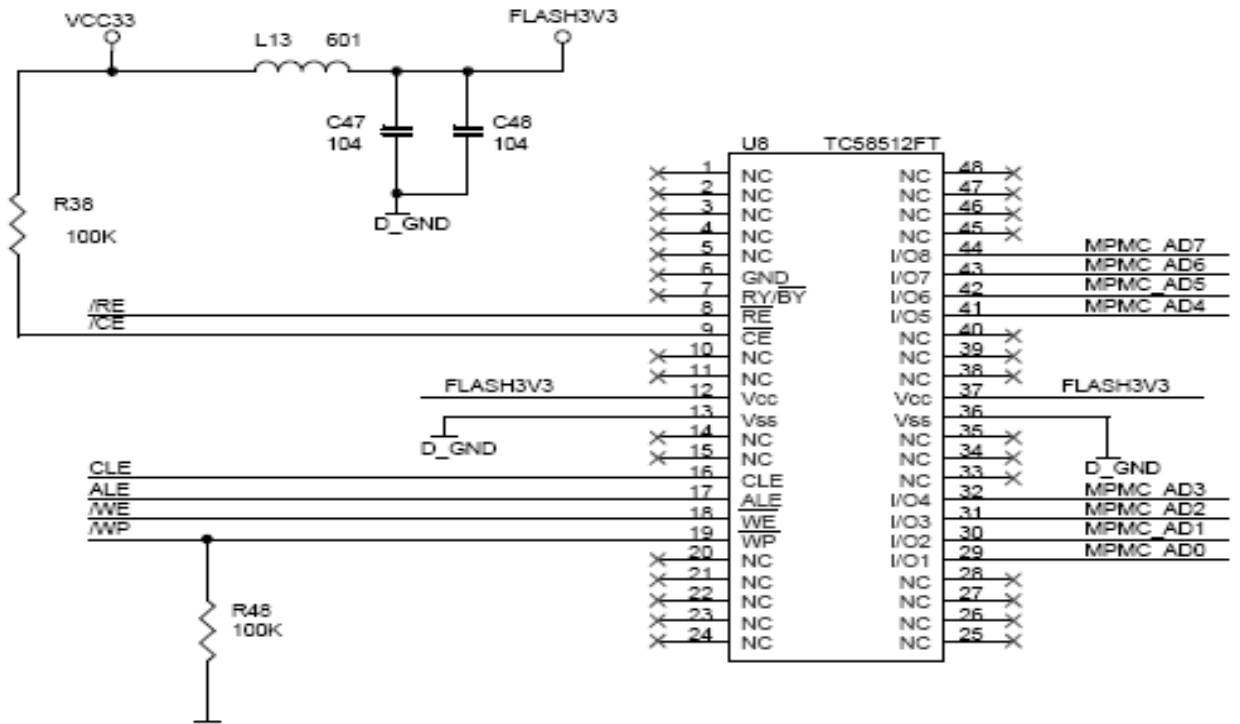 VCC33
FLASH3V3
L13 601
C47
104
C48
104
D_GND
R38
100K
U8 TC58512FT
1 NC NC 48
2 NC NC 47
3 NC NC 46
4 NC NC 45
5 NC I/O8 44 MPMC_AD7
6 GND I/O7 43 MPMC_AD6
7 RY/BY I/O6 42 MPMC_AD5
/RE 8 RE I/O5 41 MPMC_AD4
/CE 9 CE NC 40
10 NC NC 39
11 NC NC 38
FLASH3V3 12 Vcc Vcc 37 FLASH3V3
13 Vss Vss 36
D_GND 14 NC NC 35
15 NC NC 34
CLE 16 CLE NC 33 D_GND
ALE 17 ALE I/O4 32 MPMC_AD3
/WE 18 WE I/O3 31 MPMC_AD2
/WP 19 WP I/O2 30 MPMC_AD1
20 NC I/O1 29 MPMC_AD0
21 NC NC 28
22 NC NC 27
23 NC NC 26
24 NC NC 25
R48
100K